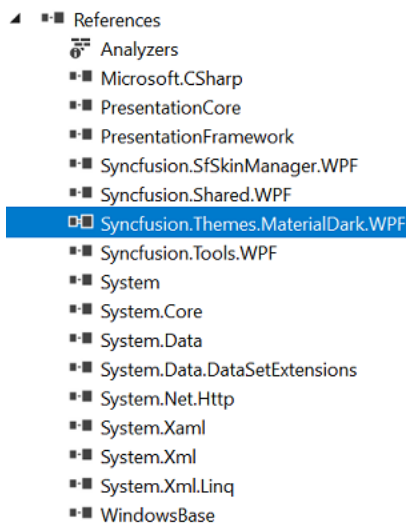 References
Analyzers
Microsoft.CSharp
PresentationCore
PresentationFramework
Syncfusion.SfSkinManager.WPF
Syncfusion.Shared.WPF
Syncfusion.Themes.MaterialDark.WPF
Syncfusion.Tools.WPF
System
System.Core
System.Data
System.Data.DataSetExtensions
System.Net.Http
System.Xaml
System.Xml
System.Xml.Linq
WindowsBase